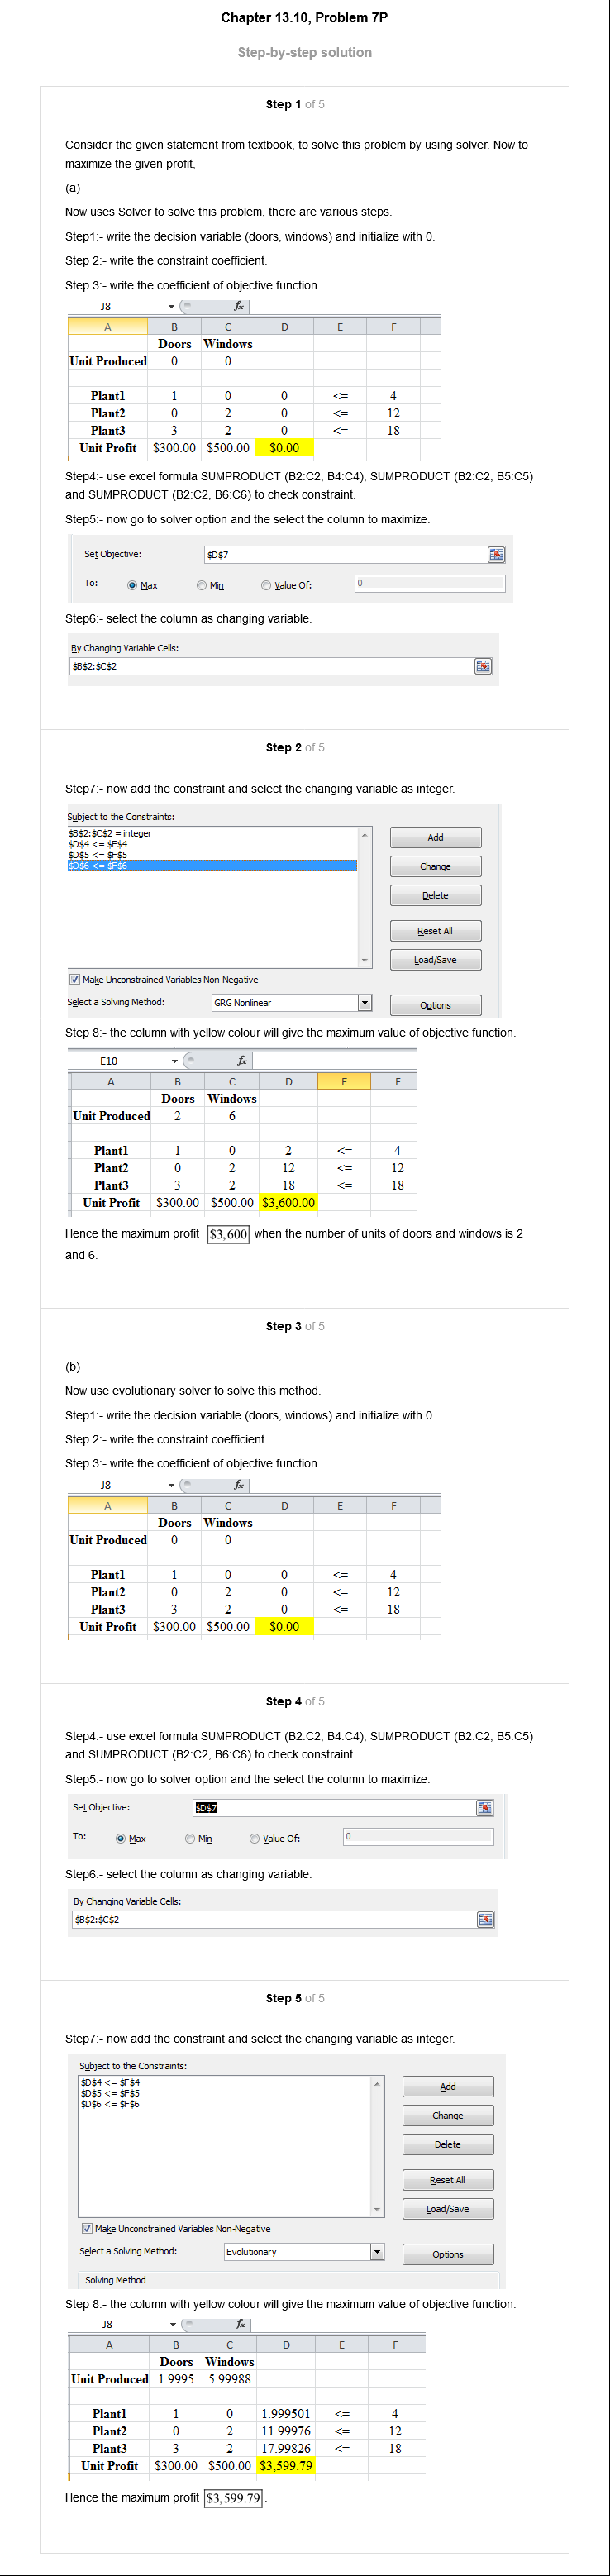 Chapter 13.10, Problem 7P
Step-by-step solution
Step 1 of 5
Consider the given statement from textbook, to solve this problem by using solver. Now to
maximize the given profit,
(a)
Now uses Solver to solve this problem, there are various steps.
Step1:- write the decision variable (doors, windows) and initialize with 0.
Step 2:- write the constraint coefficient.
Step 3:- write the coefficient of objective function.
J8 fx
A B C D E F
Doors Windows
Unit Produced 0 0
Plant1 1 0 0 <= 4
Plant2 0 2 0 <= 12
Plant3 3 2 0 <= 18
Unit Profit $300.00 $500.00 $0.00
Step4:- use excel formula SUMPRODUCT (B2:C2, B4:C4), SUMPRODUCT (B2:C2, B5:C5)
and SUMPRODUCT (B2:C2, B6:C6) to check constraint.
Step5:- now go to solver option and the select the column to maximize.
Set Objective: $D$7
To: Max Min Value Of: 0
Step6:- select the column as changing variable.
By Changing Variable Cells:
$B$2:$C$2
Step 2 of 5
Step7:- now add the constraint and select the changing variable as integer.
Subject to the Constraints:
$B$2:$C$2 = integer
$D$4 <= $F$4
$D$5 <= $F$5
$D$6 <= $F$6
Add
Change
Delete
Reset All
Load/Save
Make Unconstrained Variables Non-Negative
Select a Solving Method: GRG Nonlinear Options
Step 8:- the column with yellow colour will give the maximum value of objective function.
E10 fx
A B C D E F
Doors Windows
Unit Produced 2 6
Plant1 1 0 2 <= 4
Plant2 0 2 12 <= 12
Plant3 3 2 18 <= 18
Unit Profit $300.00 $500.00 $3,600.00
Hence the maximum profit $3,600 when the number of units of doors and windows is 2
and 6.
Step 3 of 5
(b)
Now use evolutionary solver to solve this method.
Step1:- write the decision variable (doors, windows) and initialize with 0.
Step 2:- write the constraint coefficient.
Step 3:- write the coefficient of objective function.
J8 fx
A B C D E F
Doors Windows
Unit Produced 0 0
Plant1 1 0 0 <= 4
Plant2 0 2 0 <= 12
Plant3 3 2 0 <= 18
Unit Profit $300.00 $500.00 $0.00
Step 4 of 5
Step4:- use excel formula SUMPRODUCT (B2:C2, B4:C4), SUMPRODUCT (B2:C2, B5:C5)
and SUMPRODUCT (B2:C2, B6:C6) to check constraint.
Step5:- now go to solver option and the select the column to maximize.
Set Objective: $D$7
To: Max Min Value Of: 0
Step6:- select the column as changing variable.
By Changing Variable Cells:
$B$2:$C$2
Step 5 of 5
Step7:- now add the constraint and select the changing variable as integer.
Subject to the Constraints:
$D$4 <= $F$4
$D$5 <= $F$5
$D$6 <= $F$6
Add
Change
Delete
Reset All
Load/Save
Make Unconstrained Variables Non-Negative
Select a Solving Method: Evolutionary Options
Solving Method
Step 8:- the column with yellow colour will give the maximum value of objective function.
J8 fx
A B C D E F
Doors Windows
Unit Produced 1.9995 5.99988
Plant1 1 0 1.999501 <= 4
Plant2 0 2 11.99976 <= 12
Plant3 3 2 17.99826 <= 18
Unit Profit $300.00 $500.00 $3,599.79
Hence the maximum profit $3,599.79.